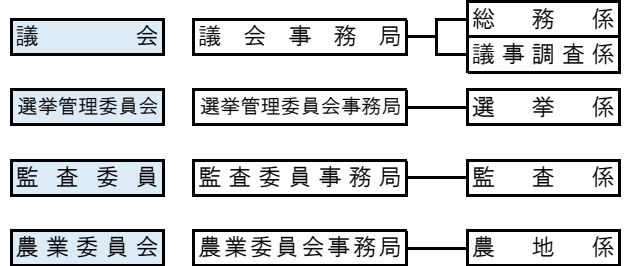 総務係
議会 議会事務局
議事調査係
選挙管理委員会 選挙管理委員会事務局 選挙係
監査委員 監査委員事務局 監査係
農業委員会 農業委員会事務局 農地係